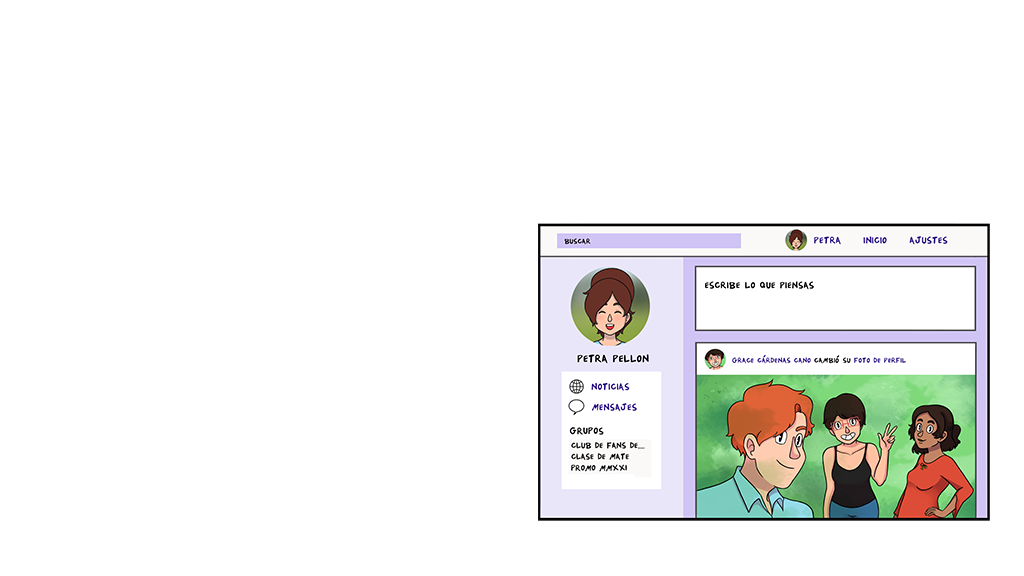 BUSCAR
PETRA INICIO AJUSTES
PETRA PELLON
NOTICIAS
MENSAJES
GRUPOS
CLUB DE FANS DE...
CLASE DE MATE
PROMO MMXXI
ESCRIBE LO QUE PIENSAS
GRACE CÁRDENAS CANO CAMBIÓ SU FOTO DE PERFIL